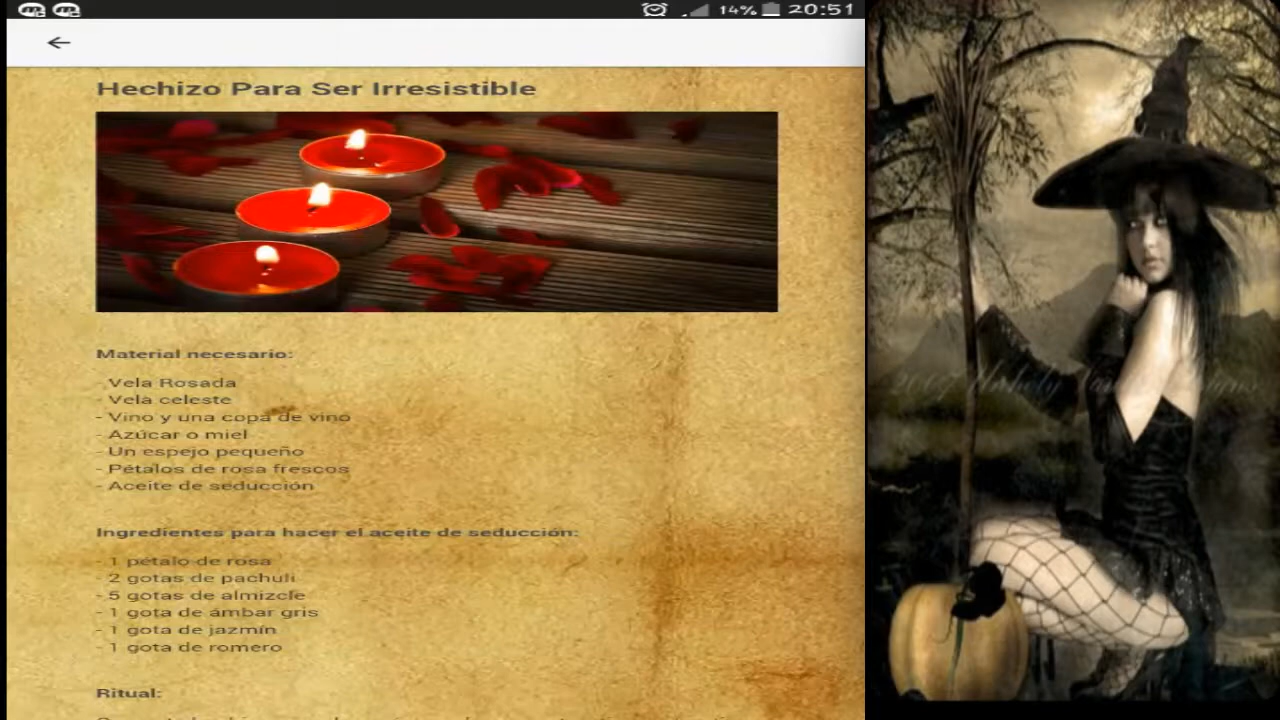 14% 20:51
Hechizo Para Ser Irresistible
Material necesario:
- Vela Rosada
- Vela celeste
- Vino y una copa de vino
- Azúcar o miel
- Un espejo pequeño
- Pétalos de rosa frescos
- Aceite de seducción
Ingredientes para hacer el aceite de seducción:
- 1 pétalo de rosa
- 2 gotas de pachulí
- 5 gotas de almizcle
- 1 gota de ámbar gris
- 1 gota de jazmín
- 1 gota de romero
Ritual: